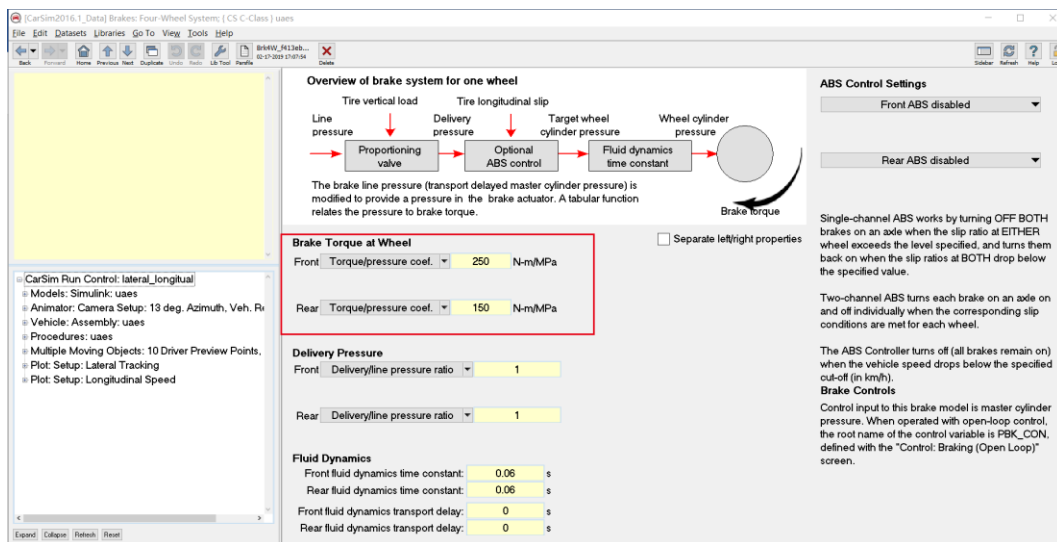 [CarSim2016.1_Data] Brakes: Four-Wheel System; { CS C-Class } uaes
File Edit Datasets Libraries Go To View Tools Help
Back Forward Home Previous Next Duplicate Undo Redo Lib Tool Parsfile
Brk4W_f413eb...
02-17-2019 17:07:54
Delete
Sidebar Refresh Help
Overview of brake system for one wheel
Tire vertical load Tire longitudinal slip
Line pressure
Delivery pressure
Target wheel cylinder pressure
Wheel cylinder pressure
Proportioning valve
Optional ABS control
Fluid dynamics time constant
The brake line pressure (transport delayed master cylinder pressure) is
modified to provide a pressure in the brake actuator. A tabular function
relates the pressure to brake torque.
Brake torque
Brake Torque at Wheel
Separate left/right properties
Front Torque/pressure coef. 250 N-m/MPa
Rear Torque/pressure coef. 150 N-m/MPa
Delivery Pressure
Front Delivery/line pressure ratio 1
Rear Delivery/line pressure ratio 1
Fluid Dynamics
Front fluid dynamics time constant: 0.06 s
Rear fluid dynamics time constant: 0.06 s
Front fluid dynamics transport delay: 0 s
Rear fluid dynamics transport delay: 0 s
CarSim Run Control: lateral_longitual
Models: Simulink: uaes
Animator: Camera Setup: 13 deg. Azimuth, Veh. Re
Vehicle: Assembly: uaes
Procedures: uaes
Multiple Moving Objects: 10 Driver Preview Points,
Plot: Setup: Lateral Tracking
Plot: Setup: Longitudinal Speed
Expand Collapse Refresh Reset
ABS Control Settings
Front ABS disabled
Rear ABS disabled
Single-channel ABS works by turning OFF BOTH
brakes on an axle when the slip ratio at EITHER
wheel exceeds the level specified, and turns them
back on when the slip ratios at BOTH drop below
the specified value.
Two-channel ABS turns each brake on an axle on
and off individually when the corresponding slip
conditions are met for each wheel.
The ABS Controller turns off (all brakes remain on)
when the vehicle speed drops below the specified
cut-off (in km/h).
Brake Controls
Control input to this brake model is master cylinder
pressure. When operated with open-loop control,
the root name of the control variable is PBK_CON,
defined with the "Control: Braking (Open Loop)"
screen.